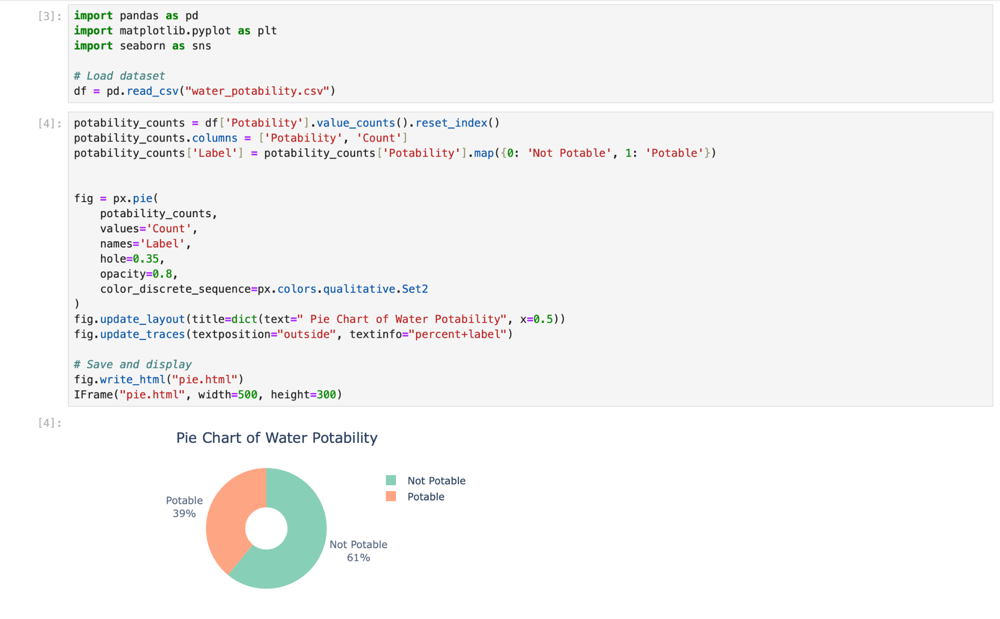 [3]:
import pandas as pd
import matplotlib.pyplot as plt
import seaborn as sns
# Load dataset
df = pd.read_csv("water_potability.csv")
[4]:
potability_counts = df['Potability'].value_counts().reset_index()
potability_counts.columns = ['Potability', 'Count']
potability_counts['Label'] = potability_counts['Potability'].map({0: 'Not Potable', 1: 'Potable'})
fig = px.pie(
    potability_counts,
    values='Count',
    names='Label',
    hole=0.35,
    opacity=0.8,
    color_discrete_sequence=px.colors.qualitative.Set2
)
fig.update_layout(title=dict(text=" Pie Chart of Water Potability", x=0.5))
fig.update_traces(textposition="outside", textinfo="percent+label")
# Save and display
fig.write_html("pie.html")
IFrame("pie.html", width=500, height=300)
[4]:
Pie Chart of Water Potability
Not Potable
Potable
Potable
39%
Not Potable
61%